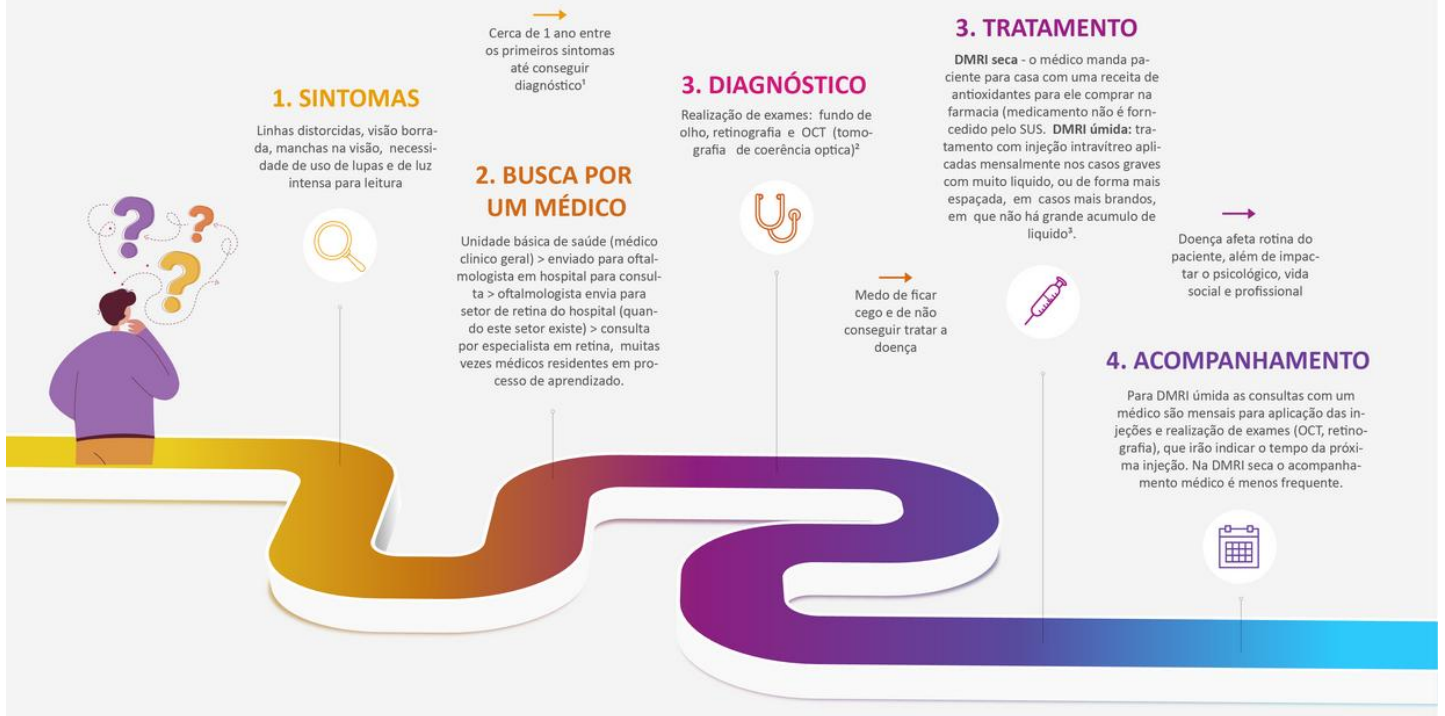 1. SINTOMAS
Linhas distorcidas, visão borra-
da, manchas na visão, necessi-
dade de uso de lupas e de luz
intensa para leitura
Cerca de 1 ano entre
os primeiros sintomas
até conseguir
diagnóstico¹
2. BUSCA POR
UM MÉDICO
Unidade básica de saúde (médico
clinico geral) > enviado para oftal-
mologista em hospital para consul-
ta > oftalmologista envia para
setor de retina do hospital (quan-
do este setor existe) > consulta
por especialista em retina, muitas
vezes médicos residentes em pro-
cesso de aprendizado.
3. DIAGNÓSTICO
Realização de exames: fundo de
olho, retinografia e OCT (tomo-
grafia de coerência optica)²
Medo de ficar
cego e de não
conseguir tratar a
doença
3. TRATAMENTO
DMRI seca - o médico manda pa-
ciente para casa com uma receita de
antioxidantes para ele comprar na
farmacia (medicamento não é forn-
cedido pelo SUS. DMRI úmida: tra-
tamento com injeção intravítreo apli-
cadas mensalmente nos casos graves
com muito liquido, ou de forma mais
espaçada, em casos mais brandos,
em que não há grande acumulo de
liquido³.
Doença afeta rotina do
paciente, além de impac-
tar o psicológico, vida
social e profissional
4. ACOMPANHAMENTO
Para DMRI úmida as consultas com um
médico são mensais para aplicação das in-
jeções e realização de exames (OCT, retino-
grafia), que irão indicar o tempo da próxi-
ma injeção. Na DMRI seca o acompanha-
mento médico é menos frequente.